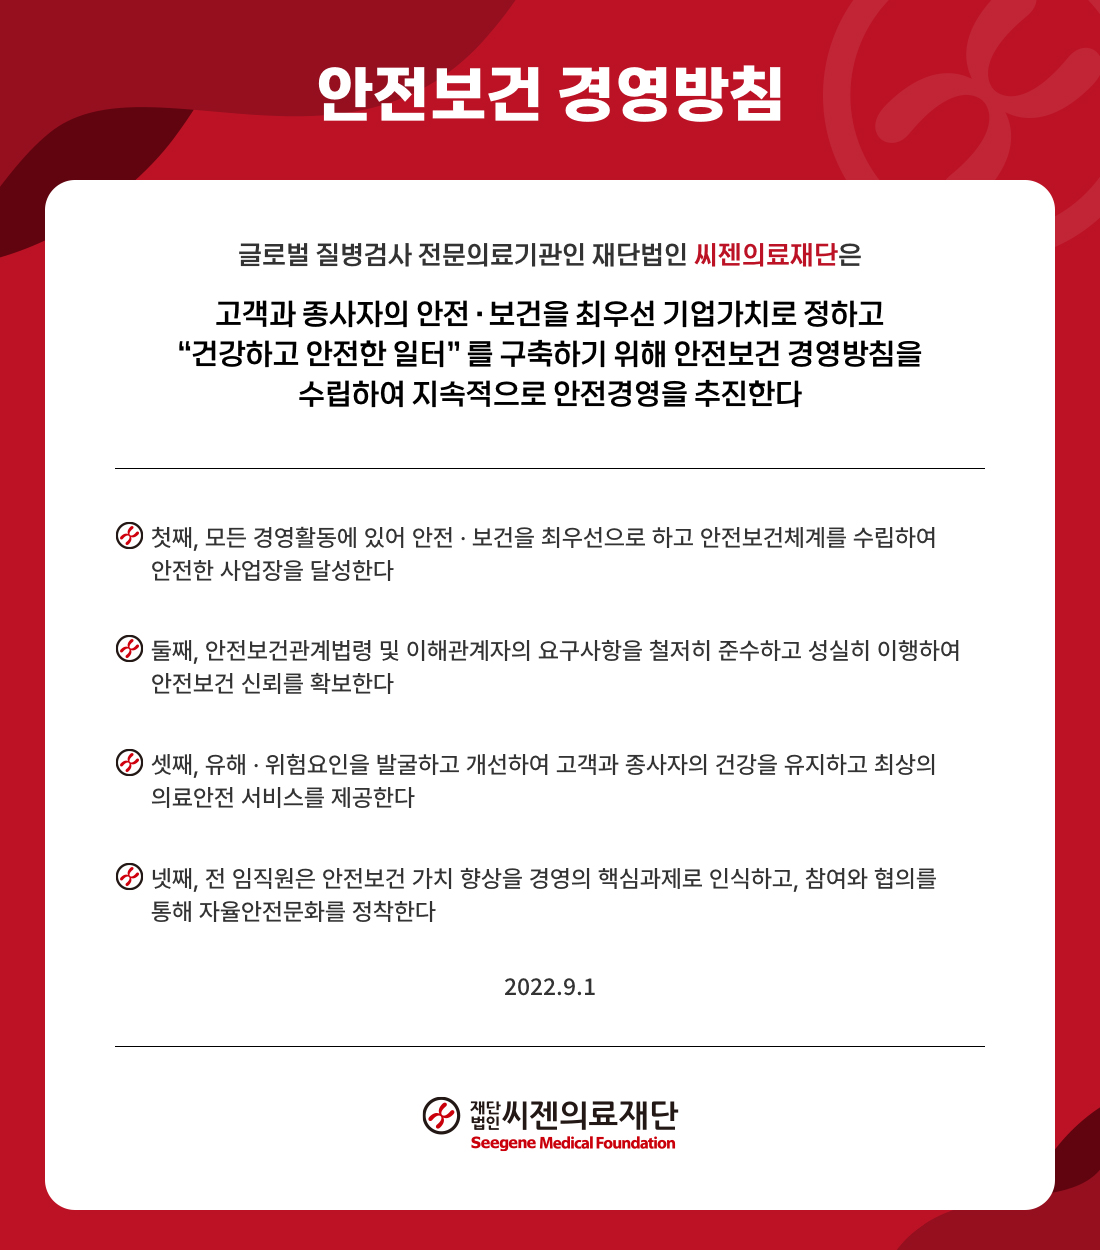 안전보건 경영방침
글로벌 질병검사 전문의료기관인 재단법인 씨젠의료재단은
고객과 종사자의 안전 · 보건을 최우선 기업가치로 정하고
“건강하고 안전한 일터” 를 구축하기 위해 안전보건 경영방침을
수립하여 지속적으로 안전경영을 추진한다
첫째, 모든 경영활동에 있어 안전 · 보건을 최우선으로 하고 안전보건체계를 수립하여
안전한 사업장을 달성한다
둘째, 안전보건관계법령 및 이해관계자의 요구사항을 철저히 준수하고 성실히 이행하여
안전보건 신뢰를 확보한다
셋째, 유해 · 위험요인을 발굴하고 개선하여 고객과 종사자의 건강을 유지하고 최상의
의료안전 서비스를 제공한다
넷째, 전 임직원은 안전보건 가치 향상을 경영의 핵심과제로 인식하고, 참여와 협의를
통해 자율안전문화를 정착한다
2022.9.1
재단법인 씨젠의료재단
Seegene Medical Foundation